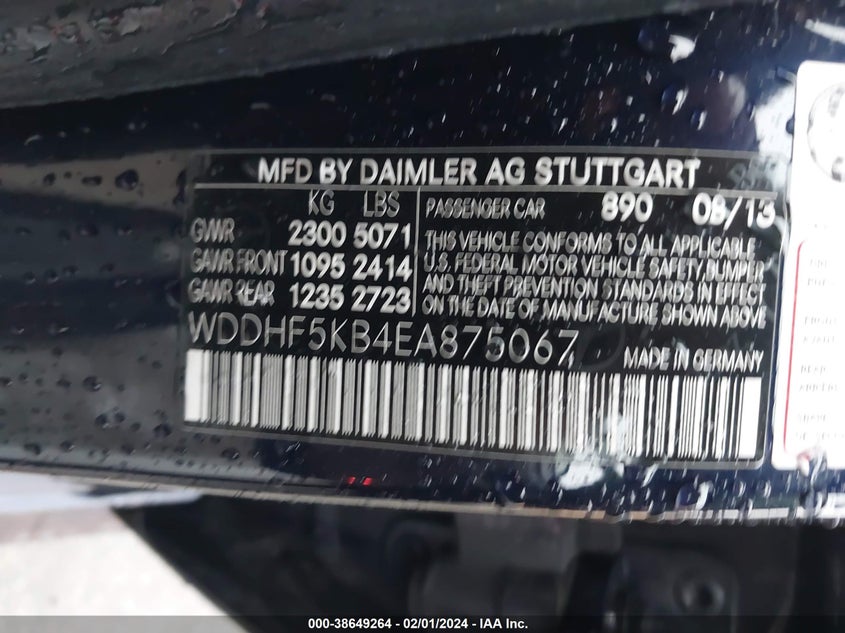 MFD BY DAIMLER AG STUTTGART
KG LBS
GVWR 2300 5071
GAWR FRONT 1095 2414
GAWR REAR 1235 2723
PASSENGER CAR 890 08/13
THIS VEHICLE CONFORMS TO ALL APPLICABLE
U.S. FEDERAL MOTOR VEHICLE SAFETY, BUMPER
AND THEFT PREVENTION STANDARDS IN EFFECT
ON THE DATE OF MANUFACTURE SHOWN ABOVE
WDDHF5KB4EA875067
MADE IN GERMANY
000-38649264 - 02/01/2024 - IAA Inc.